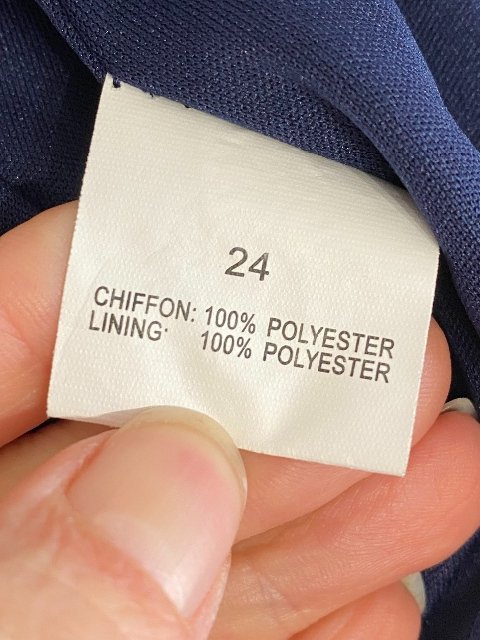 24
CHIFFON: 100% POLYESTER
LINING: 100% POLYESTER